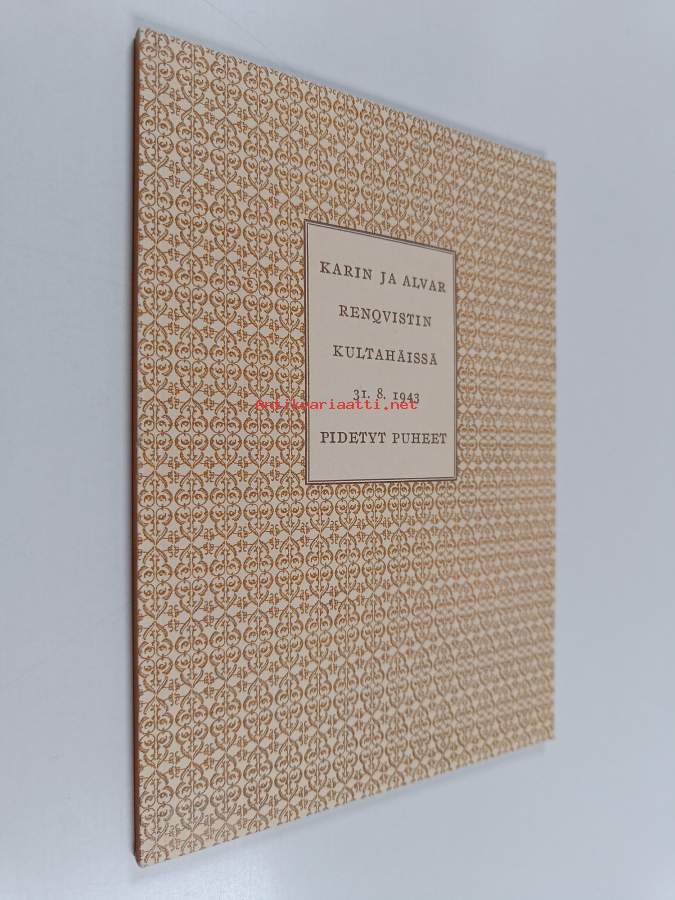 KARIN JA ALVAR
RENQVISTIN
KULTAHÄISSÄ
31. 8. 1943
Antikvariaatti.net
PIDETYT PUHEET